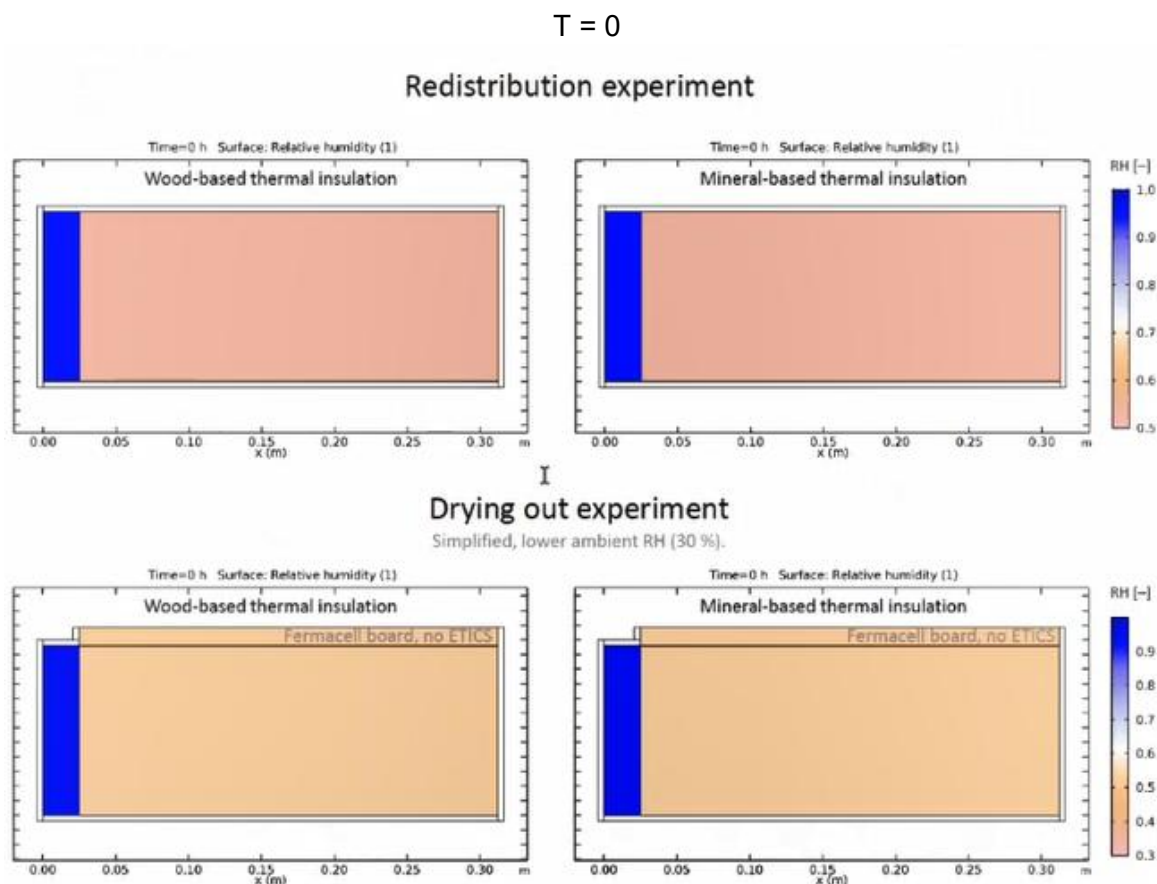 T = 0
Redistribution experiment
Time=0 h Surface: Relative humidity (1)
Time=0 h Surface: Relative humidity (1)
RH [−]
Wood-based thermal insulation
Mineral-based thermal insulation
1.0
0.9
0.8
0.7
0.6
0.5
0.00 0.05 0.10 0.15 0.20 0.25 0.30 m
x (m)
0.00 0.05 0.10 0.15 0.20 0.25 0.30 m
x (m)
Drying out experiment
Simplified, lower ambient RH (30 %).
Time=0 h Surface: Relative humidity (1)
Time=0 h Surface: Relative humidity (1)
RH [−]
Wood-based thermal insulation
Mineral-based thermal insulation
Fermacell board, no ETICS
Fermacell board, no ETICS
0.9
0.8
0.7
0.6
0.5
0.4
0.3
0.00 0.05 0.10 0.15 0.20 0.25 0.30 m
x (m)
0.00 0.05 0.10 0.15 0.20 0.25 0.30 m
x (m)